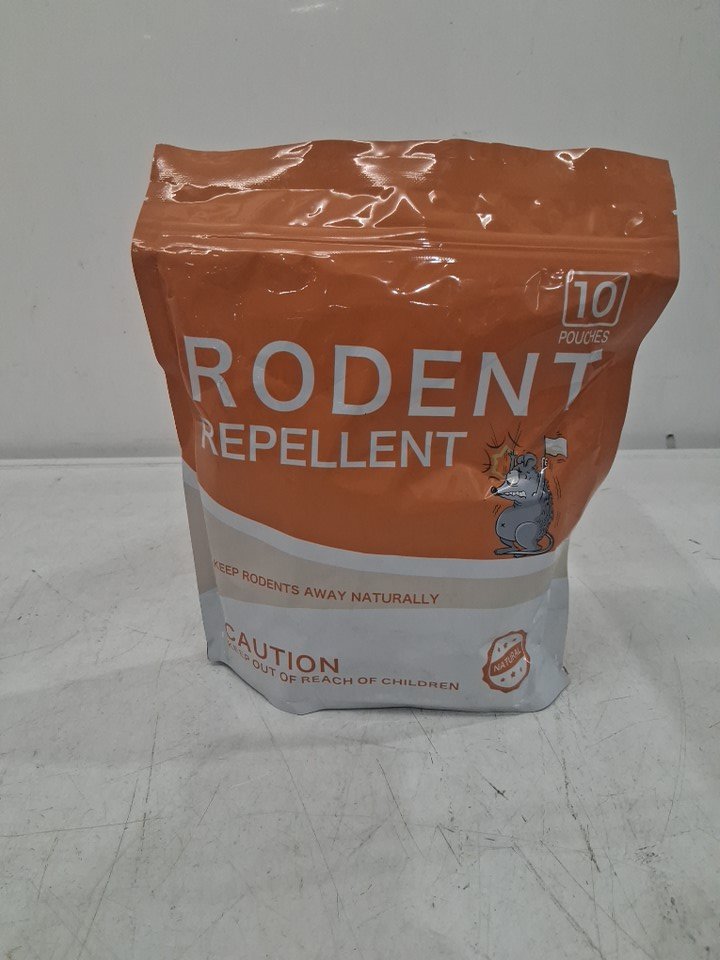 10
POUCHES
RODENT
REPELLENT
KEEP RODENTS AWAY NATURALLY
CAUTION
KEEP OUT OF REACH OF CHILDREN
NATURAL